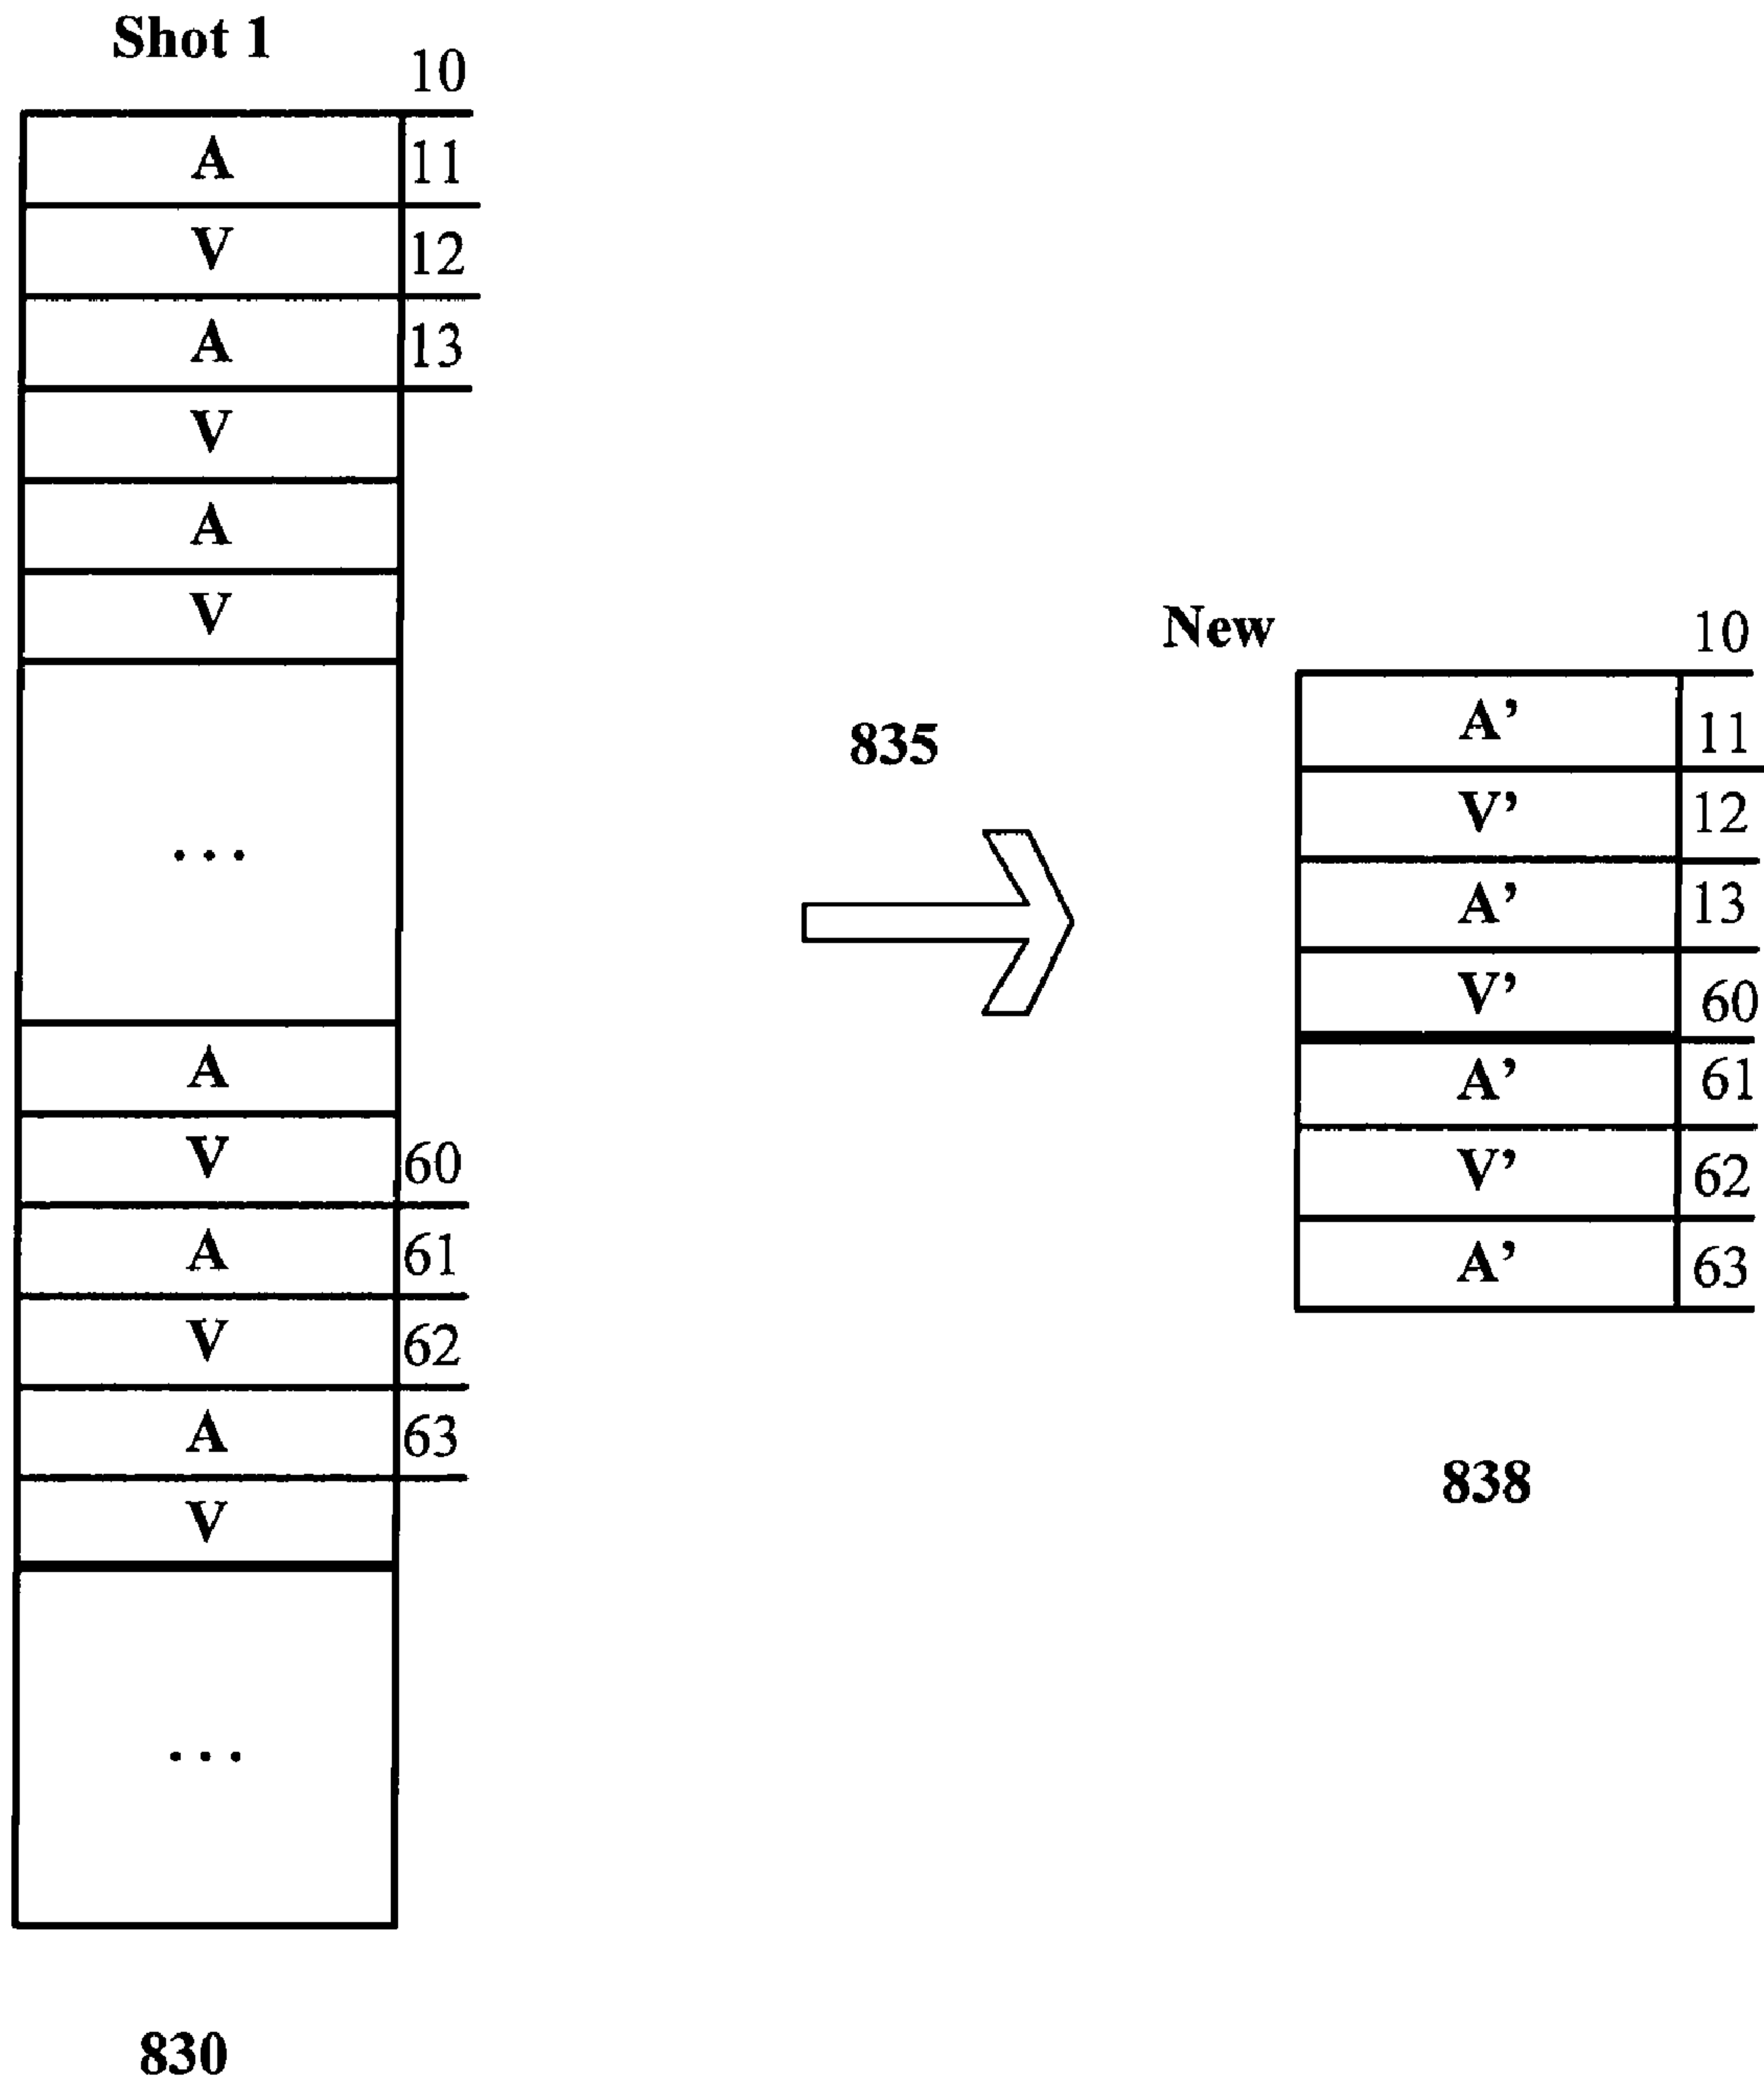 Shot 1
10
A 11
V 12
A 13
V
A
V
...
A
V 60
A 61
V 62
A 63
V
...
830
835
New 10
A’ 11
V’ 12
A’ 13
V’ 60
A’ 61
V’ 62
A’ 63
838